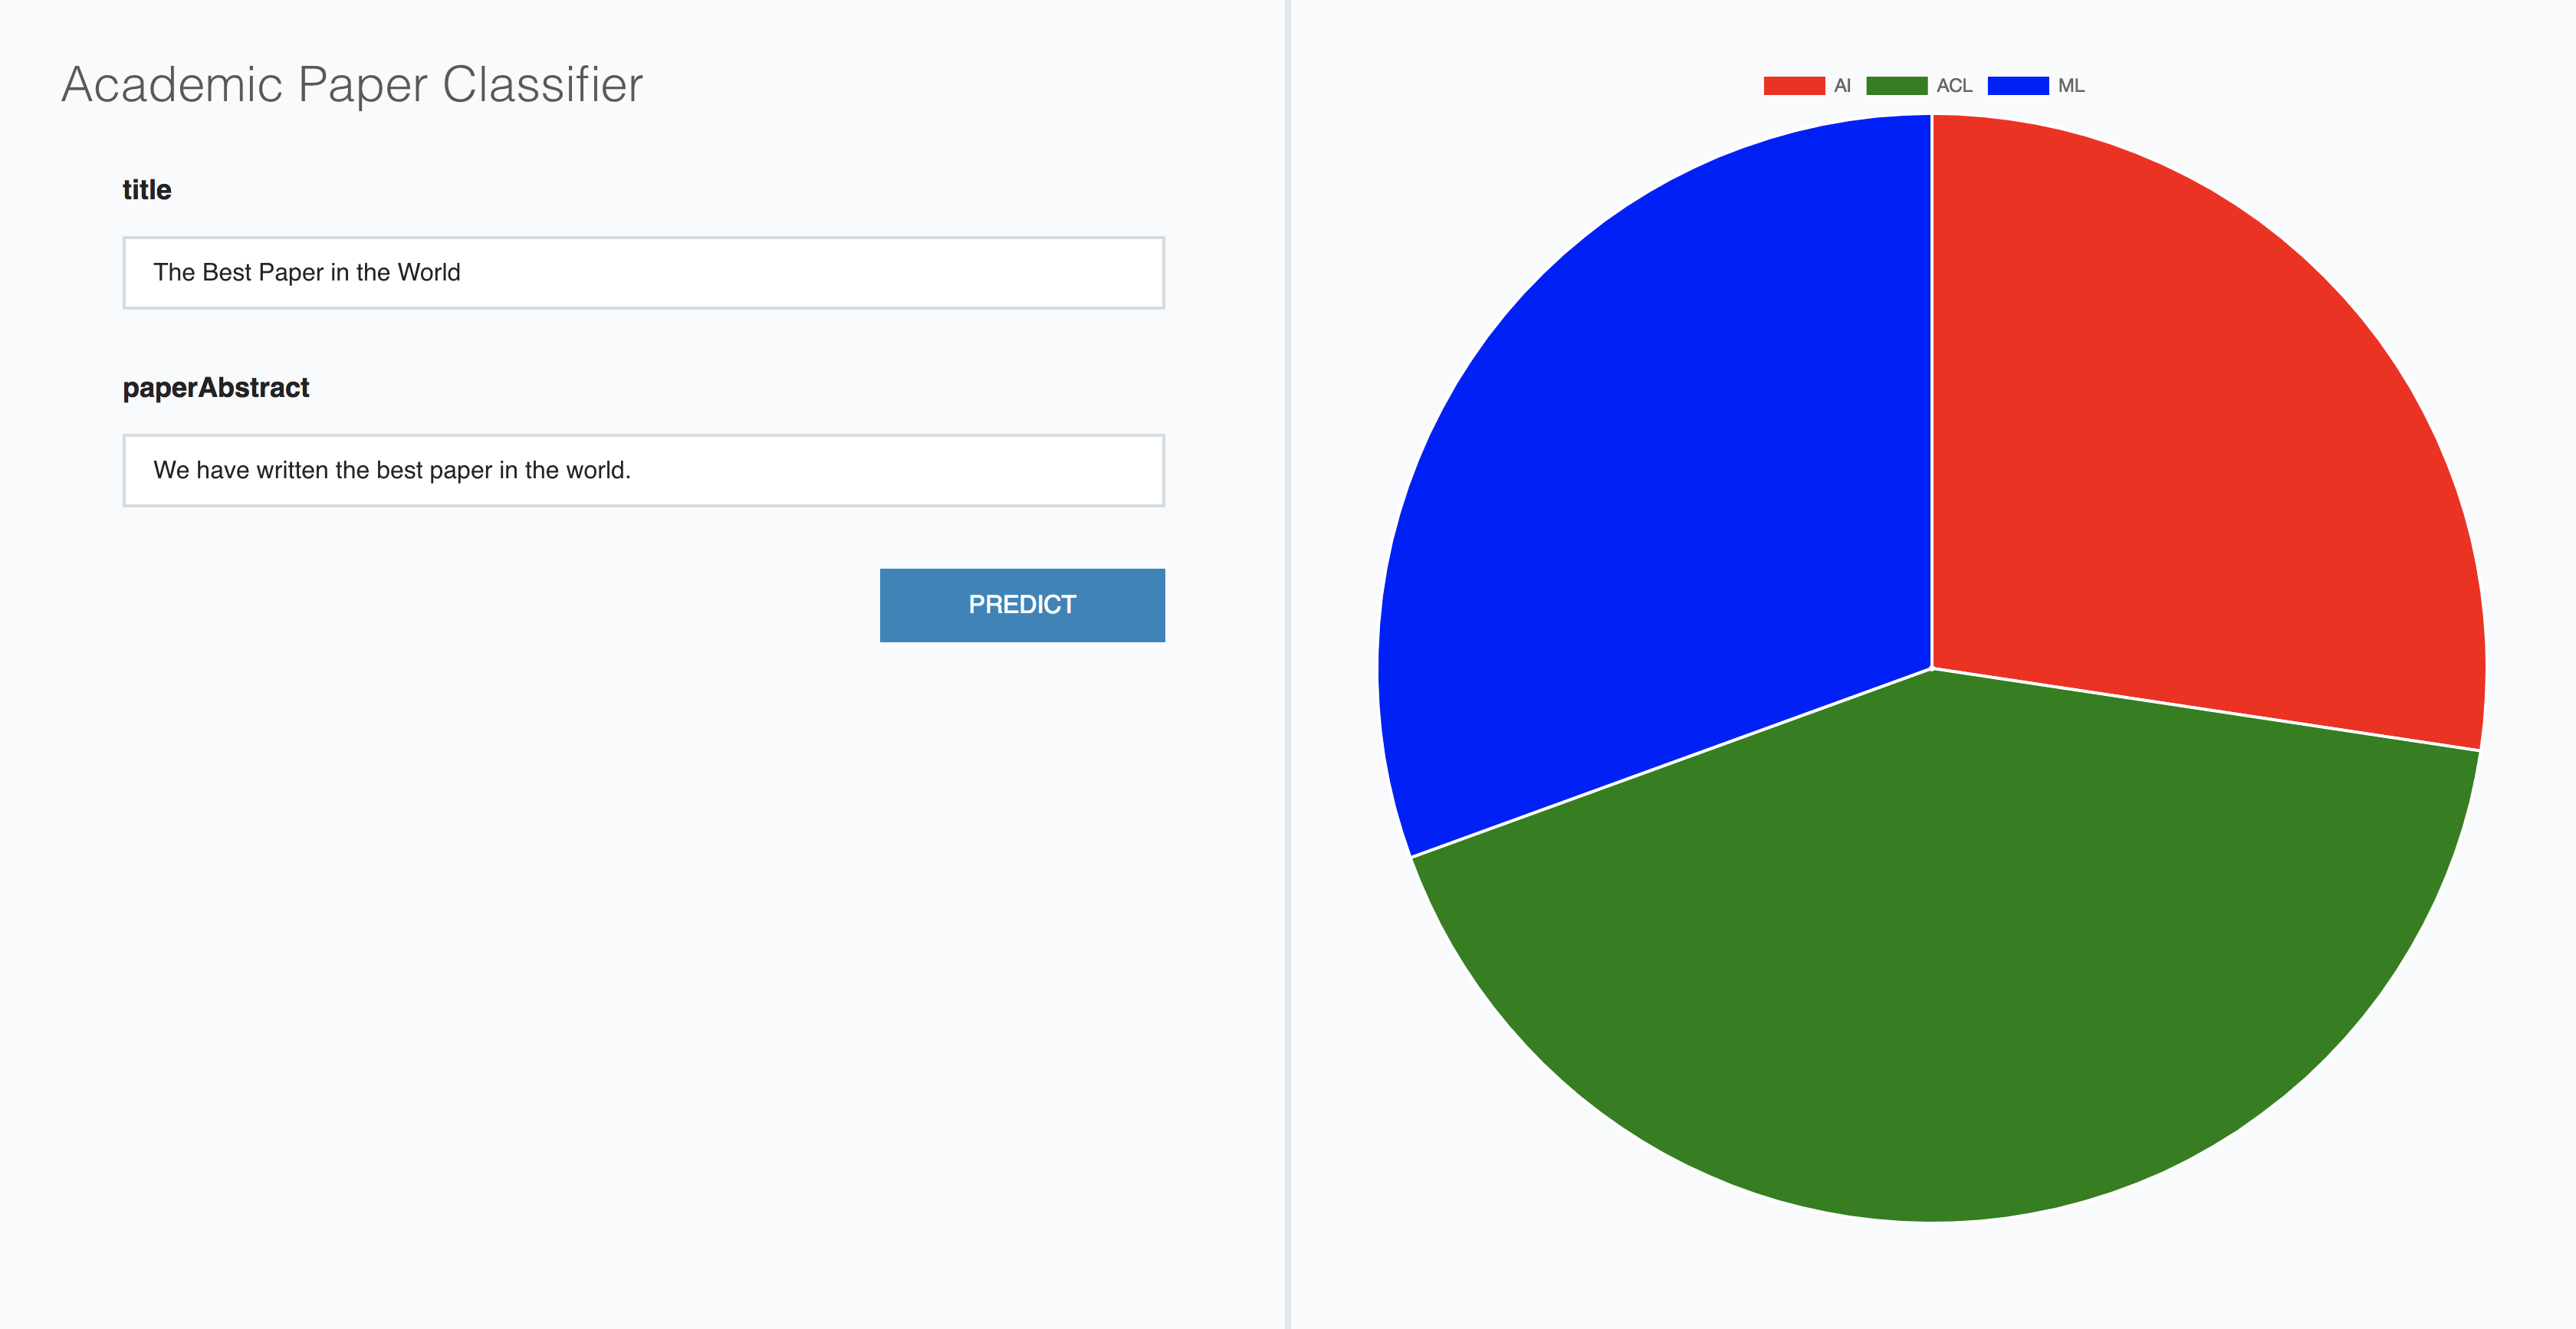 Academic Paper Classifier
title
The Best Paper in the World
paperAbstract
We have written the best paper in the world.
PREDICT
AI ACL ML